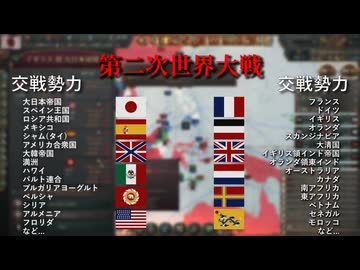 第二次世界大戦
交戦勢力
大日本帝国
スペイン王国
ロシア共和国
メキシコ
シャム(タイ)
アメリカ合衆国
大韓帝国
満洲
ハワイ
バルト連合
ブルガリアヨーグルト
ペルシャ
シリア
アルメニア
フロリダ
など…
交戦勢力
フランス
ドイツ
イギリス
オランダ
スカンジナビア
大清国
イギリス領インド帝国
オランダ領東インド
オーストラリア
カナダ
南アフリカ
東アフリカ
ベトナム
セネガル
モロッコ
など…